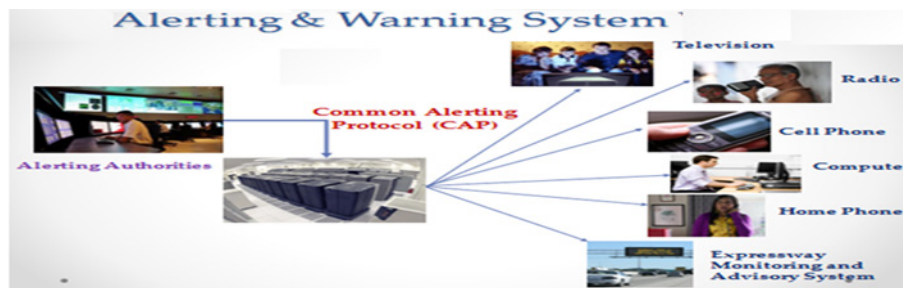 Alerting & Warning System
Television
Radio
Common Alerting
Protocol (CAP)
Cell Phone
Alerting Authorities
Compute
Home Phone
Expressway
Monitoring and
Advisory System